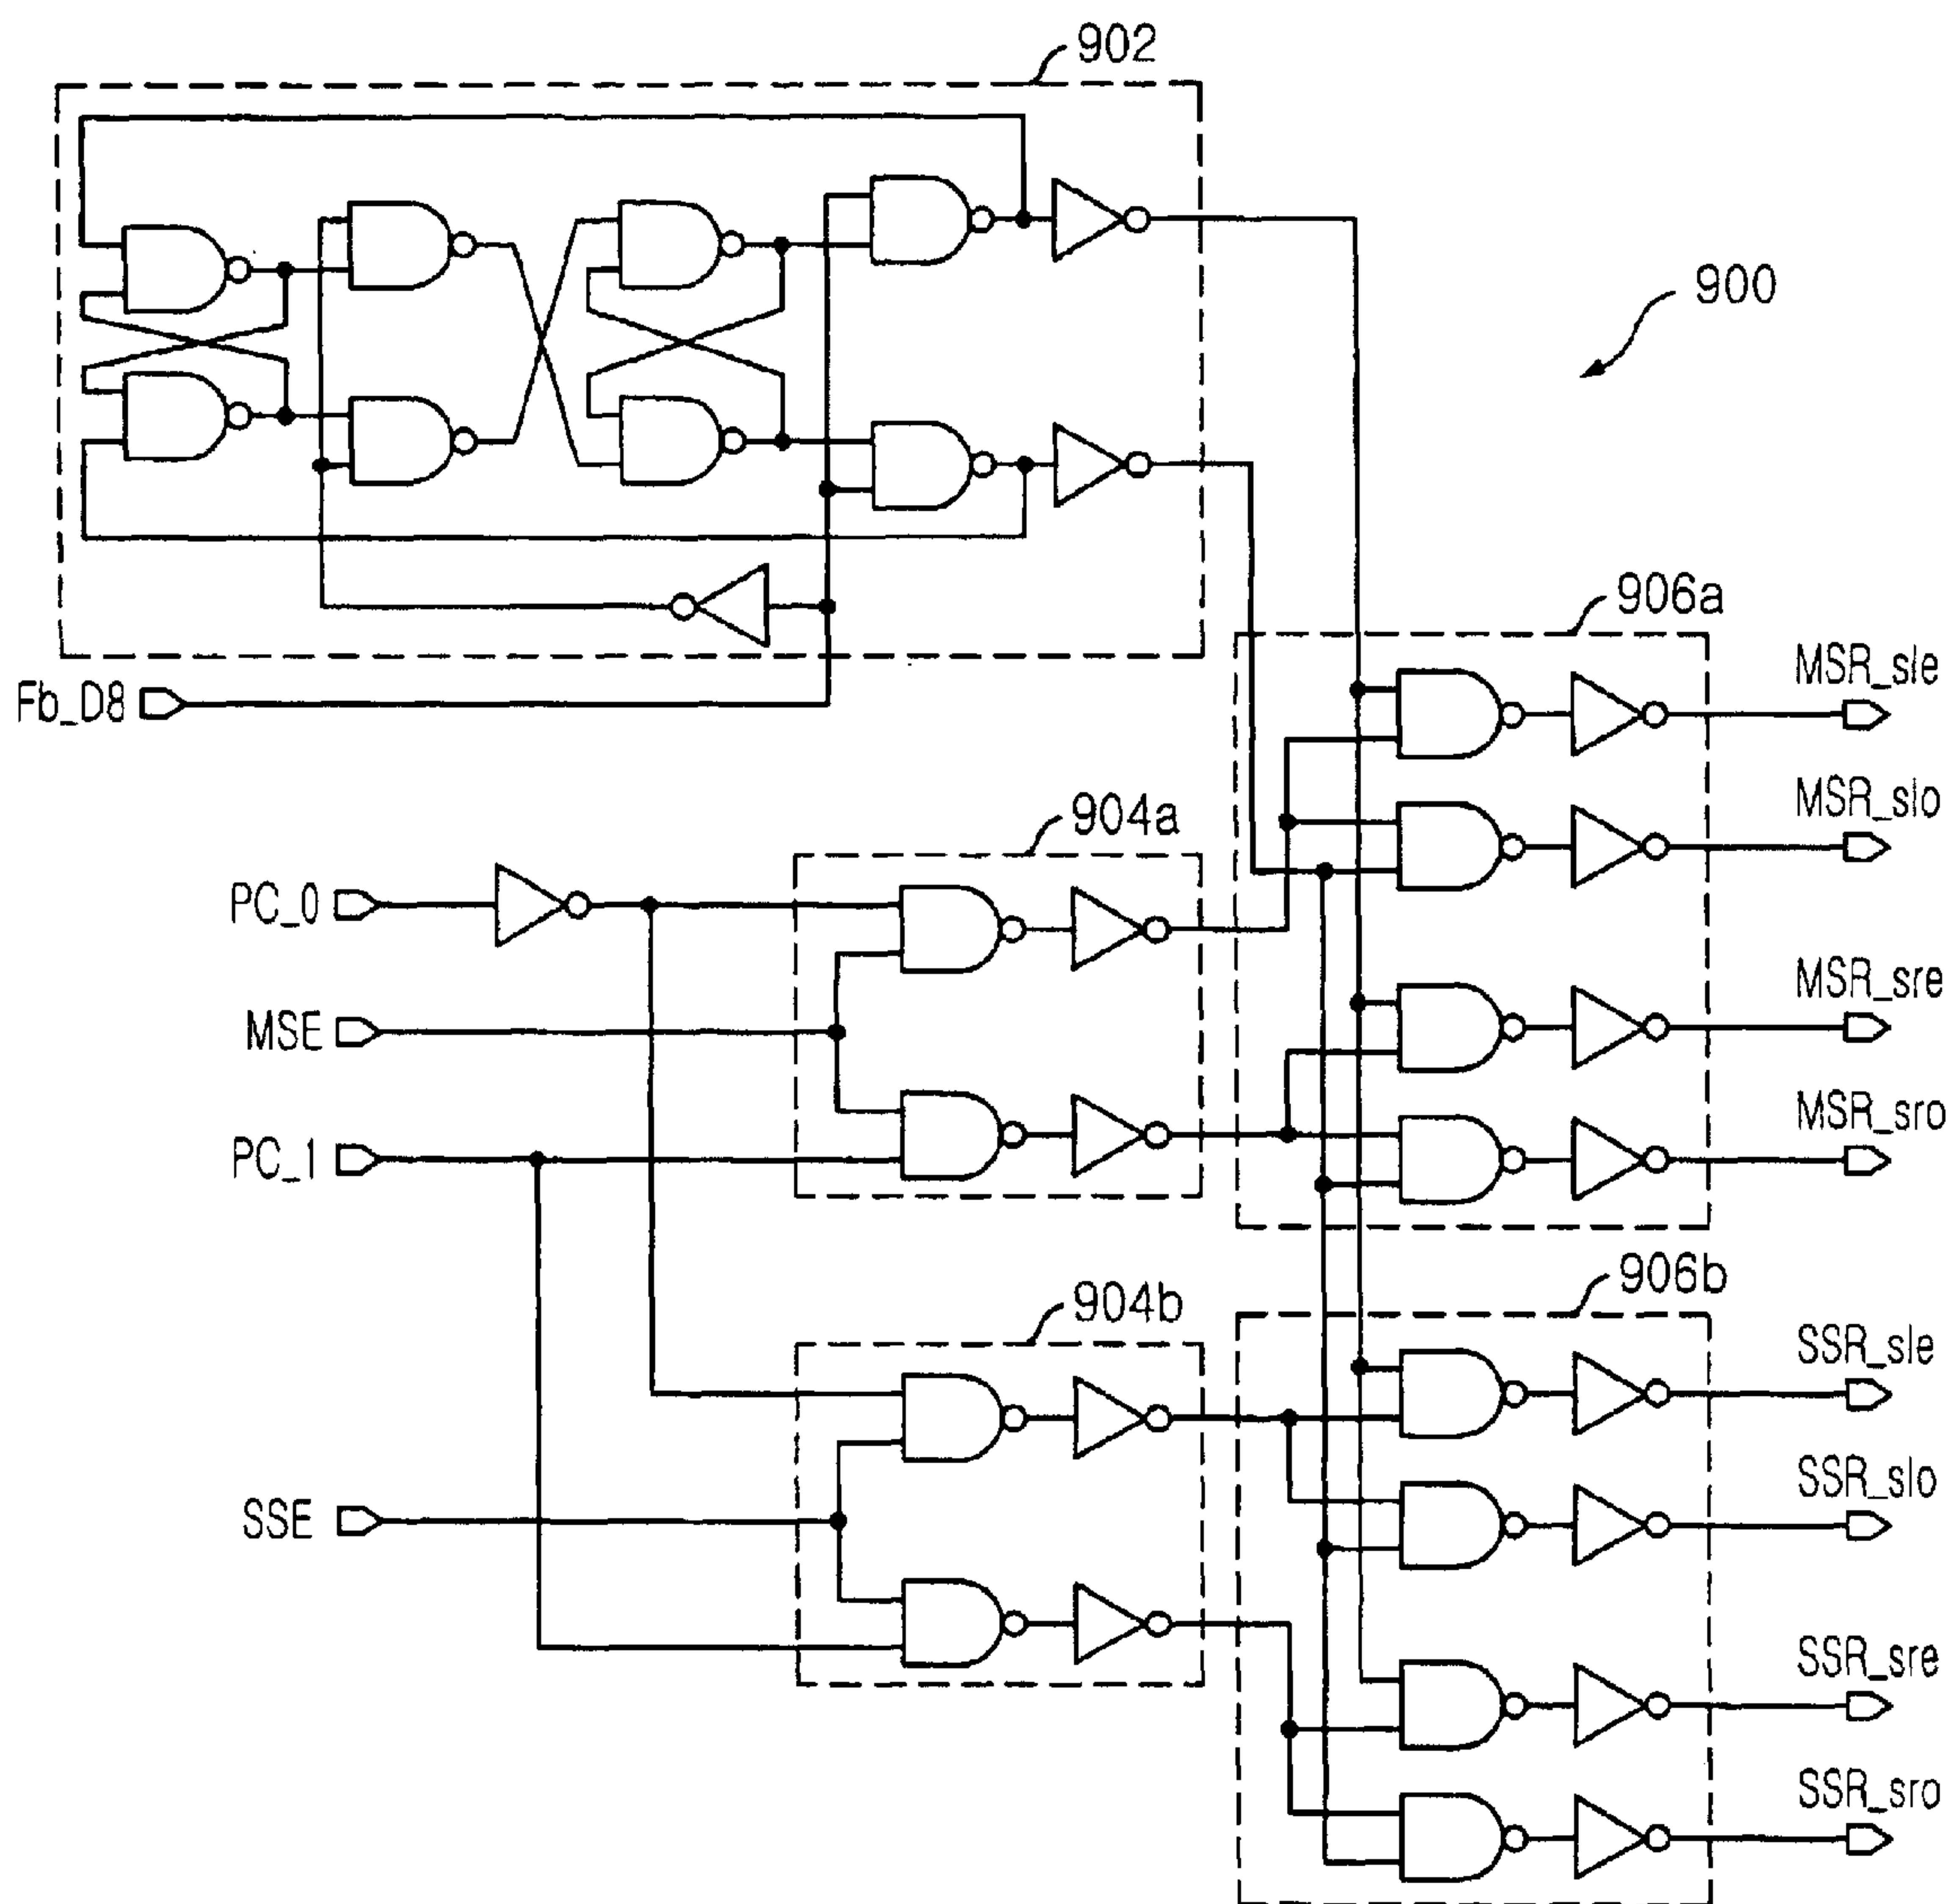 902
900
906a
MSR_sle
Fb_D8
MSR_slo
904a
PC_0
MSR_sre
MSE
MSR_sro
PC_1
906b
904b
SSR_sle
SSR_slo
SSE
SSR_sre
SSR_sro